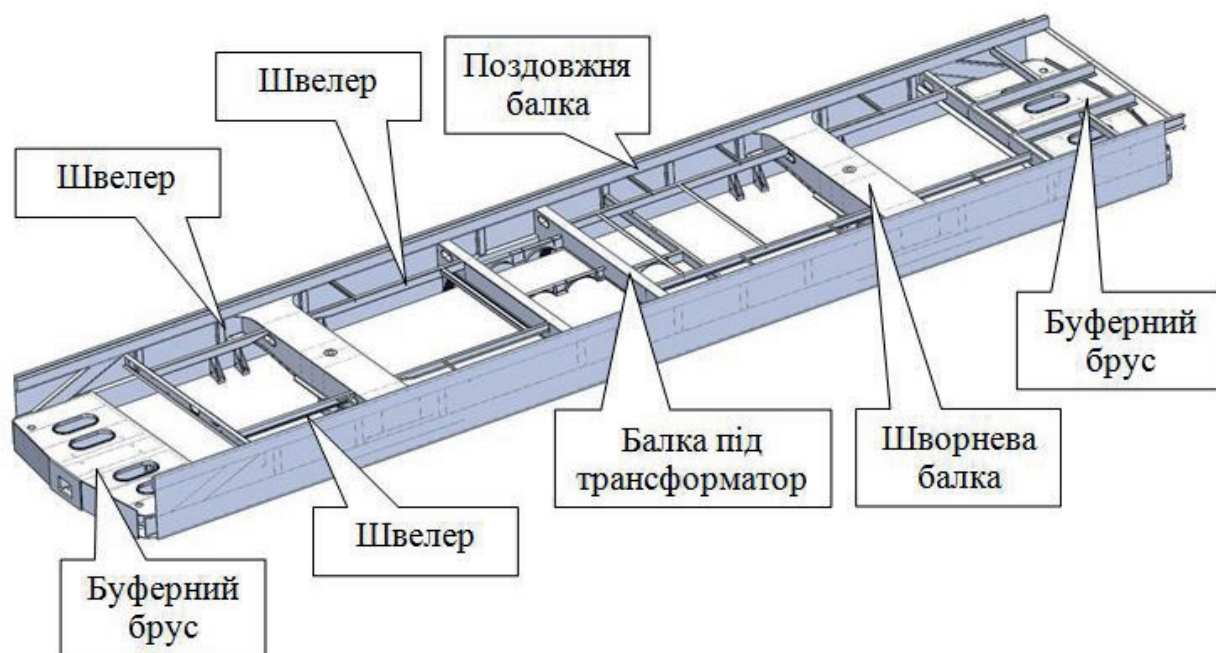 Швелер
Поздовжня
балка
Швелер
Буферний
брус
Балка під
трансформатор
Шворнева
балка
Швелер
Буферний
брус